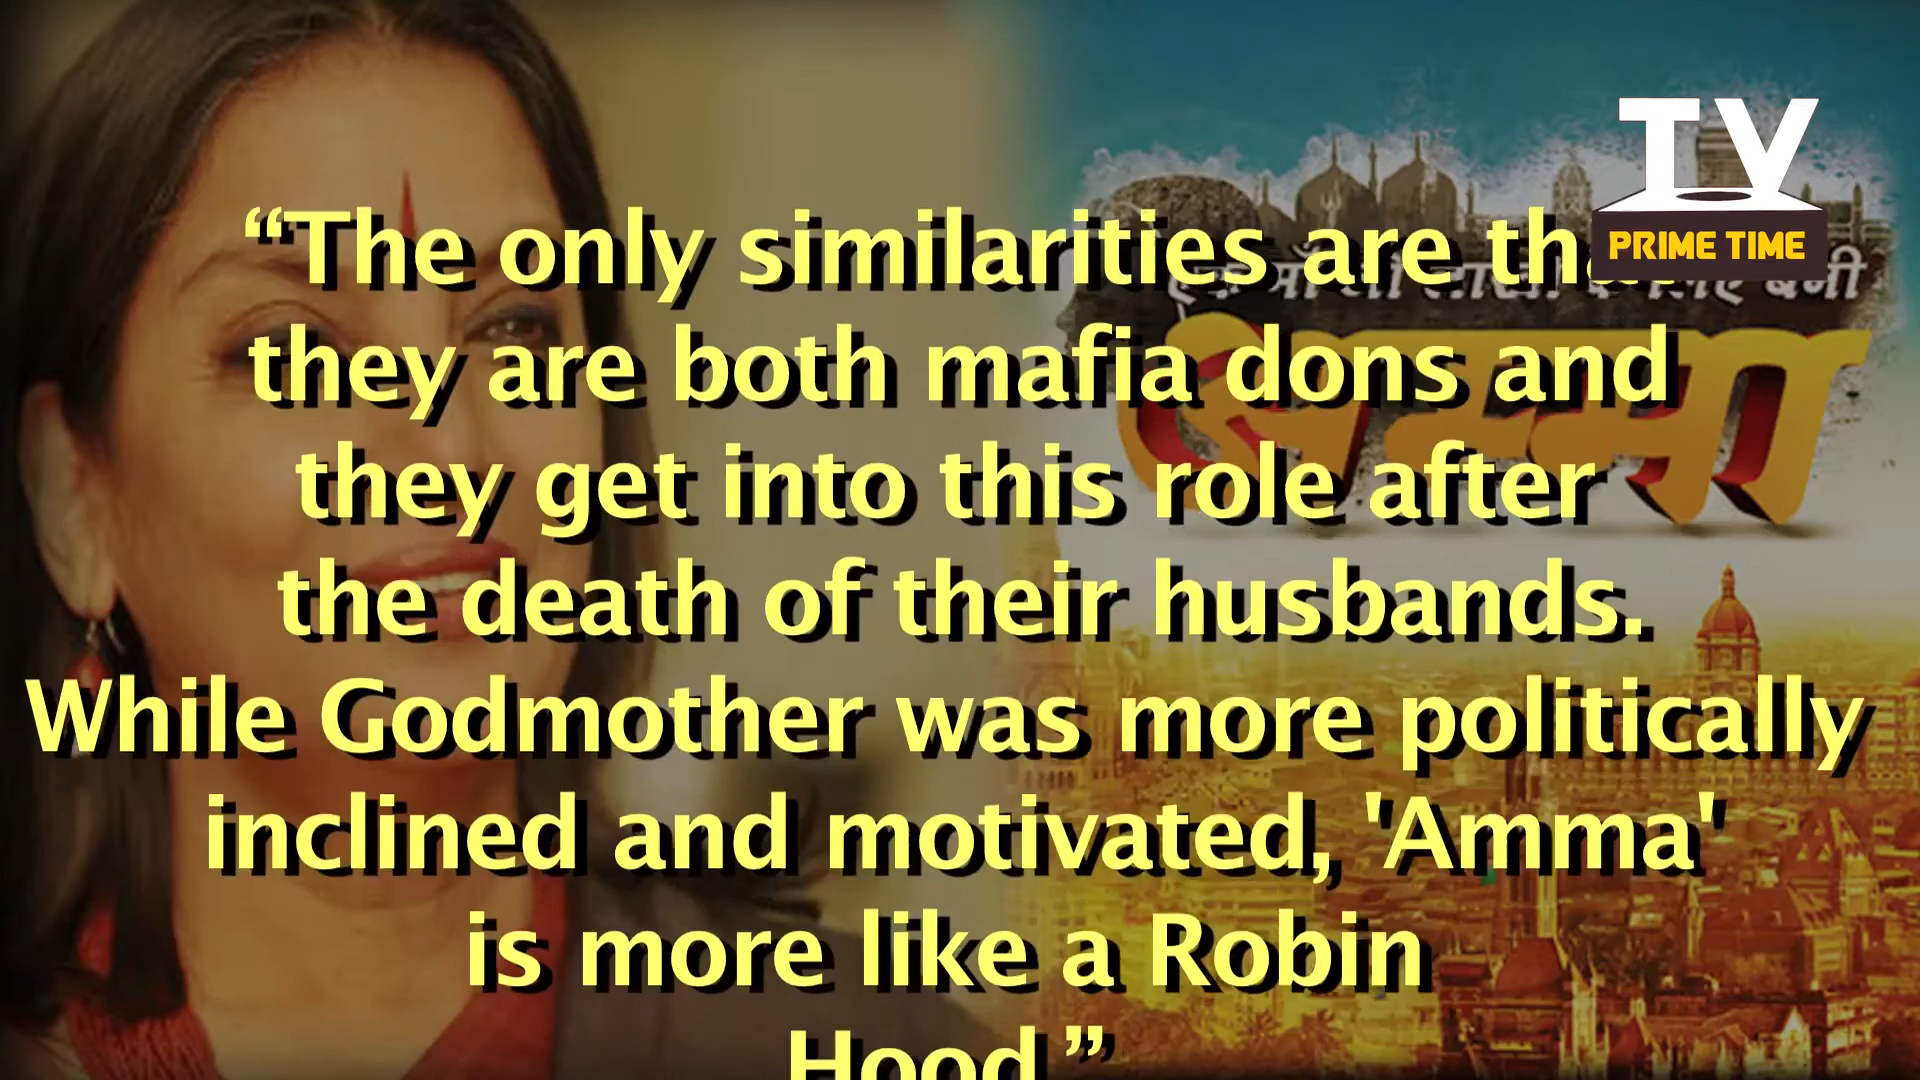 TV
PRIME TIME
“The only similarities are that
they are both mafia dons and
they get into this role after
the death of their husbands.
While Godmother was more politically
inclined and motivated, 'Amma'
is more like a Robin
Hood.”
अम्मा